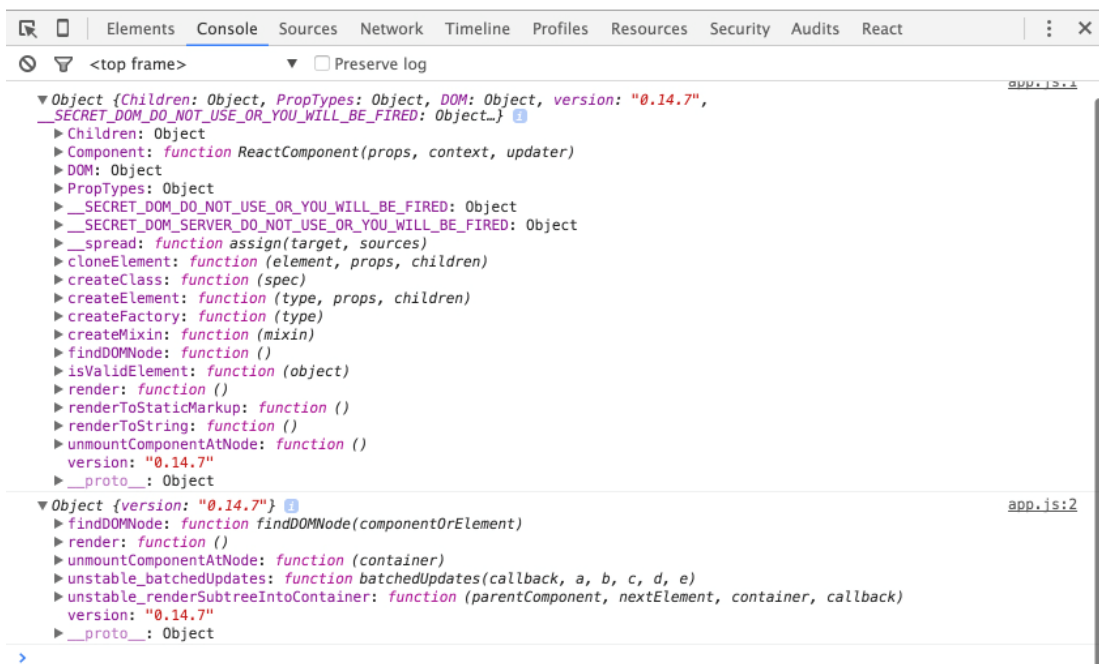 Elements Console Sources Network Timeline Profiles Resources Security Audits React
<top frame> ▼ Preserve log
app.js:1
▼Object {Children: Object, PropTypes: Object, DOM: Object, version: "0.14.7",
__SECRET_DOM_DO_NOT_USE_OR_YOU_WILL_BE_FIRED: Object…} i
▶Children: Object
▶Component: function ReactComponent(props, context, updater)
▶DOM: Object
▶PropTypes: Object
▶__SECRET_DOM_DO_NOT_USE_OR_YOU_WILL_BE_FIRED: Object
▶__SECRET_DOM_SERVER_DO_NOT_USE_OR_YOU_WILL_BE_FIRED: Object
▶__spread: function assign(target, sources)
▶cloneElement: function (element, props, children)
▶createClass: function (spec)
▶createElement: function (type, props, children)
▶createFactory: function (type)
▶createMixin: function (mixin)
▶findDOMNode: function ()
▶isValidElement: function (object)
▶render: function ()
▶renderToStaticMarkup: function ()
▶renderToString: function ()
▶unmountComponentAtNode: function ()
version: "0.14.7"
▶__proto__: Object
▼Object {version: "0.14.7"} i app.js:2
▶findDOMNode: function findDOMNode(componentOrElement)
▶render: function ()
▶unmountComponentAtNode: function (container)
▶unstable_batchedUpdates: function batchedUpdates(callback, a, b, c, d, e)
▶unstable_renderSubtreeIntoContainer: function (parentComponent, nextElement, container, callback)
version: "0.14.7"
▶__proto__: Object
>